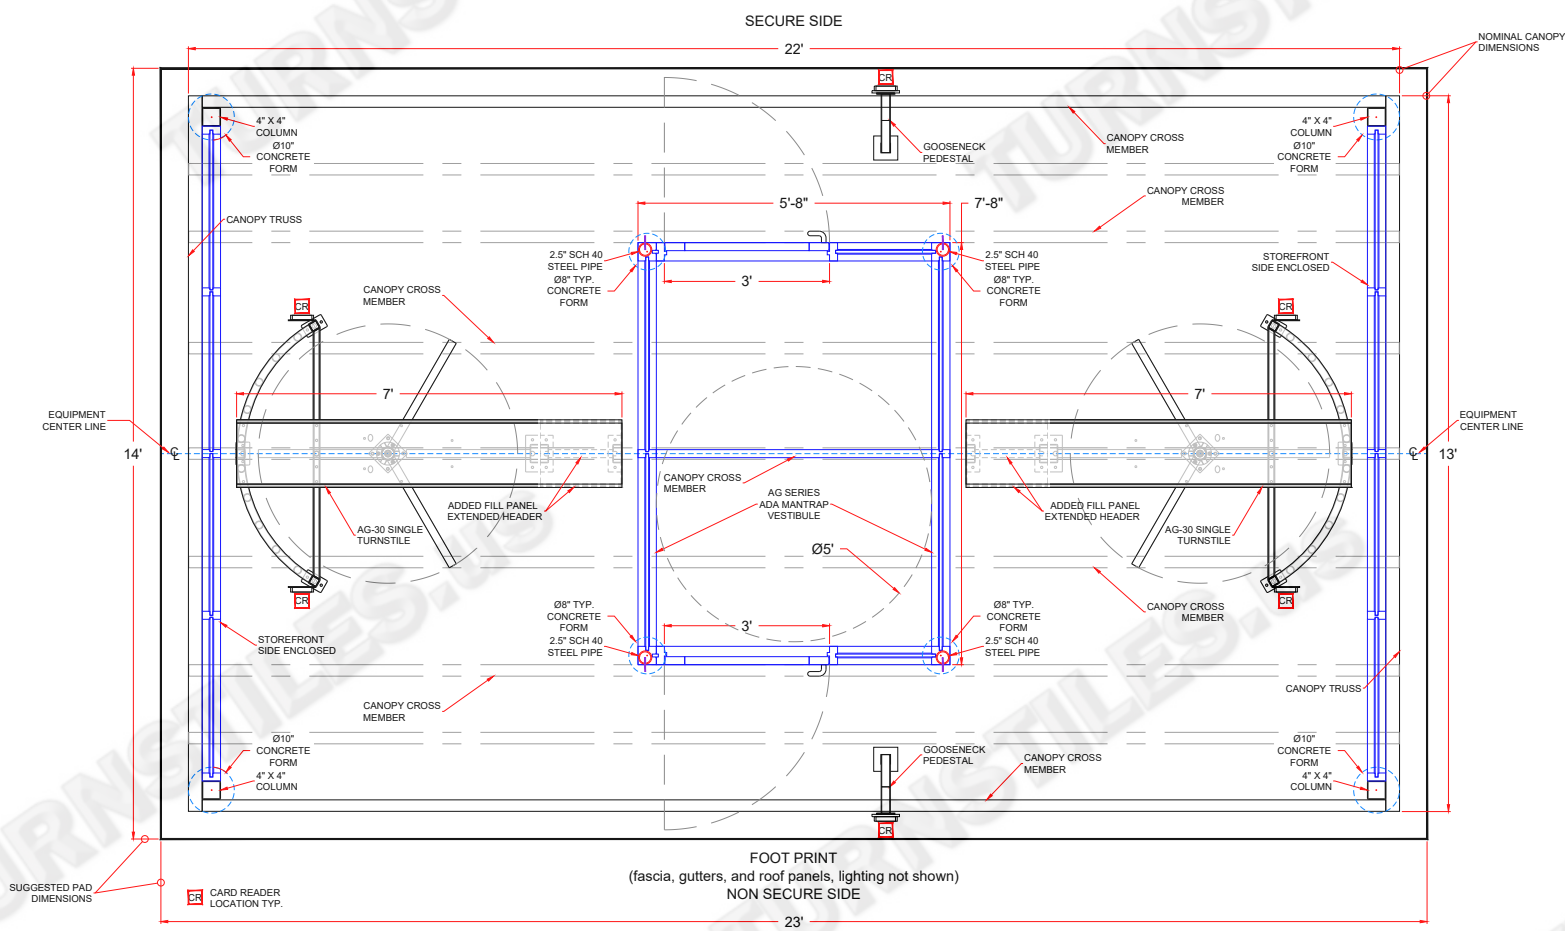 SECURE SIDE
22'
NOMINAL CANOPY
DIMENSIONS
CR
4" X 4"
COLUMN
Ø10"
CONCRETE
FORM
GOOSENECK
PEDESTAL
CANOPY CROSS
MEMBER
4" X 4"
COLUMN
Ø10"
CONCRETE
FORM
CANOPY CROSS
MEMBER
CANOPY TRUSS
5'-8"
7'-8"
2.5" SCH 40
STEEL PIPE
Ø8" TYP.
CONCRETE
FORM
3'
2.5" SCH 40
STEEL PIPE
Ø8" TYP.
CONCRETE
FORM
STOREFRONT
SIDE ENCLOSED
CANOPY CROSS
MEMBER
CR
CR
7'
7'
EQUIPMENT
CENTER LINE
14'
℄
EQUIPMENT
CENTER LINE
℄
13'
CANOPY CROSS
MEMBER
AG SERIES
ADA MANTRAP
VESTIBULE
ADDED FILL PANEL
EXTENDED HEADER
ADDED FILL PANEL
EXTENDED HEADER
AG-30 SINGLE
TURNSTILE
AG-30 SINGLE
TURNSTILE
Ø5'
CR
CR
Ø8" TYP.
CONCRETE
FORM
2.5" SCH 40
STEEL PIPE
3'
Ø8" TYP.
CONCRETE
FORM
2.5" SCH 40
STEEL PIPE
CANOPY CROSS
MEMBER
STOREFRONT
SIDE ENCLOSED
CANOPY CROSS
MEMBER
CANOPY TRUSS
Ø10"
CONCRETE
FORM
4" X 4"
COLUMN
GOOSENECK
PEDESTAL
CANOPY CROSS
MEMBER
Ø10"
CONCRETE
FORM
4" X 4"
COLUMN
CR
FOOT PRINT
(fascia, gutters, and roof panels, lighting not shown)
NON SECURE SIDE
SUGGESTED PAD
DIMENSIONS
CR
CARD READER
LOCATION TYP.
23'
TURNSTILES.us
TURNSTILES.us